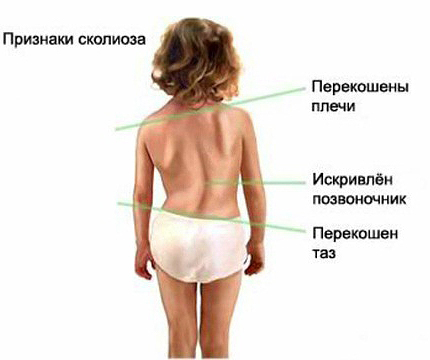 Признаки сколиоза
Перекошены
плечи
Искривлён
позвоночник
Перекошен
таз